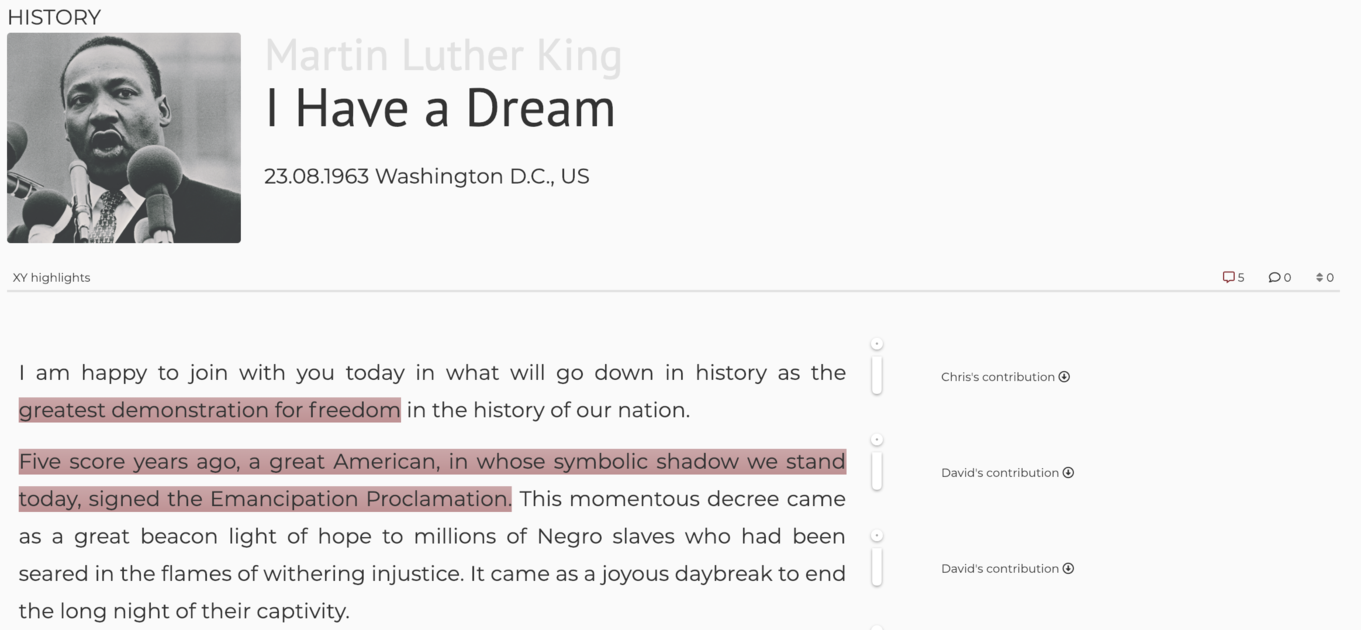 HISTORY
Martin Luther King
I Have a Dream
23.08.1963 Washington D.C., US
XY highlights
5 0 0
I am happy to join with you today in what will go down in history as the
greatest demonstration for freedom in the history of our nation.
Chris's contribution
Five score years ago, a great American, in whose symbolic shadow we stand
today, signed the Emancipation Proclamation. This momentous decree came
as a great beacon light of hope to millions of Negro slaves who had been
seared in the flames of withering injustice. It came as a joyous daybreak to end
the long night of their captivity.
David's contribution
David's contribution